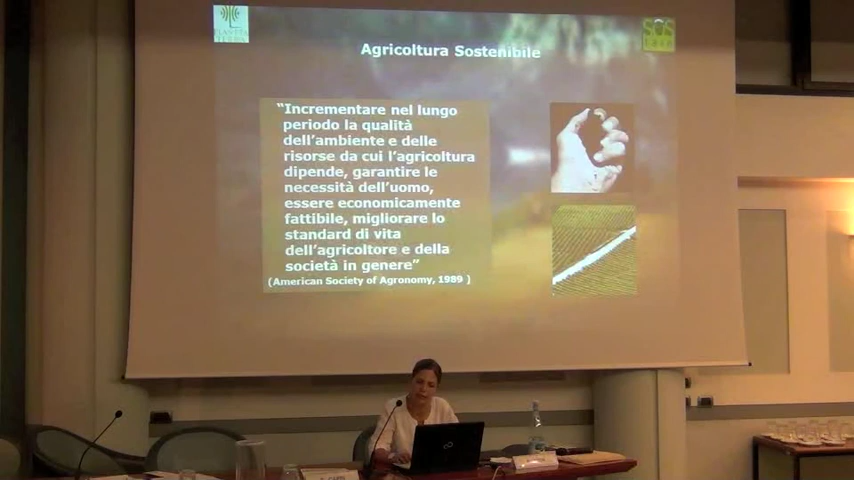 Agricoltura Sostenibile
SOS
“Incrementare nel lungo
periodo la qualità
dell’ambiente e delle
risorse da cui l’agricoltura
dipende, garantire le
necessità dell’uomo,
essere economicamente
fattibile, migliorare lo
standard di vita
dell’agricoltore e della
società in genere”
(American Society of Agronomy, 1989 )